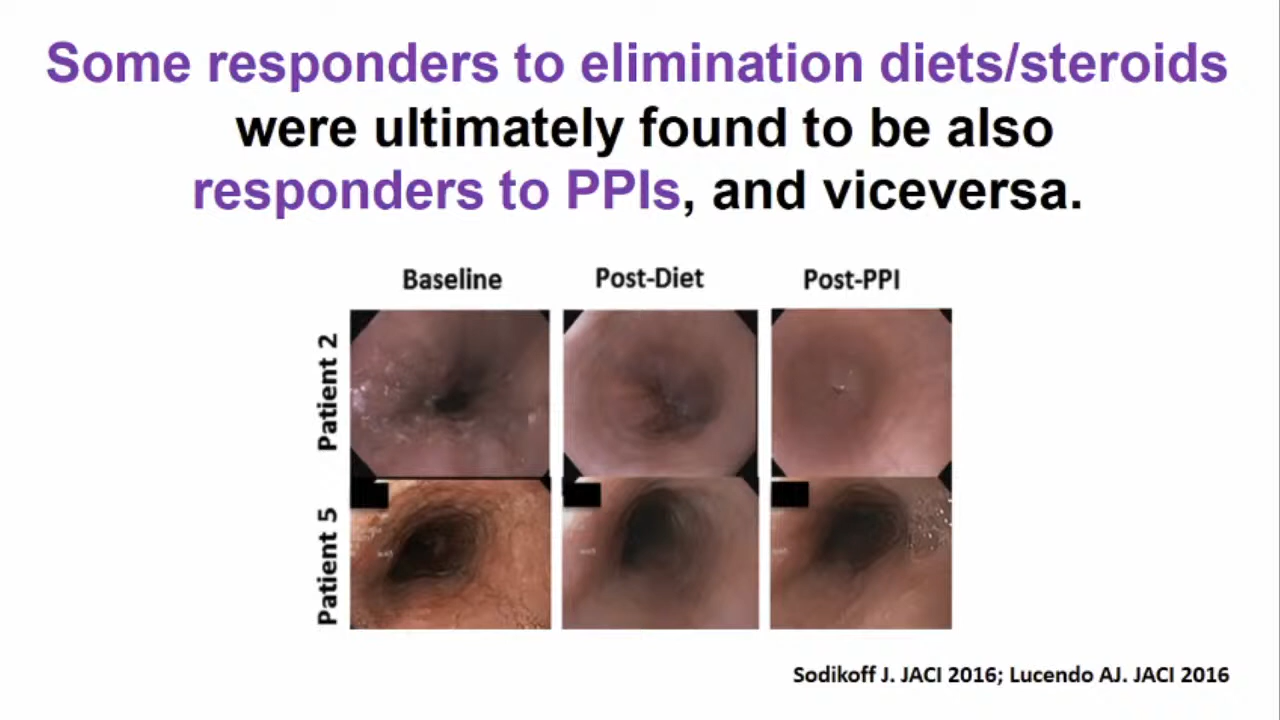 Some responders to elimination diets/steroids
were ultimately found to be also
responders to PPIs, and viceversa.
Baseline Post-Diet Post-PPI
Patient 2
Patient 5
Sodikoff J. JACI 2016; Lucendo AJ. JACI 2016